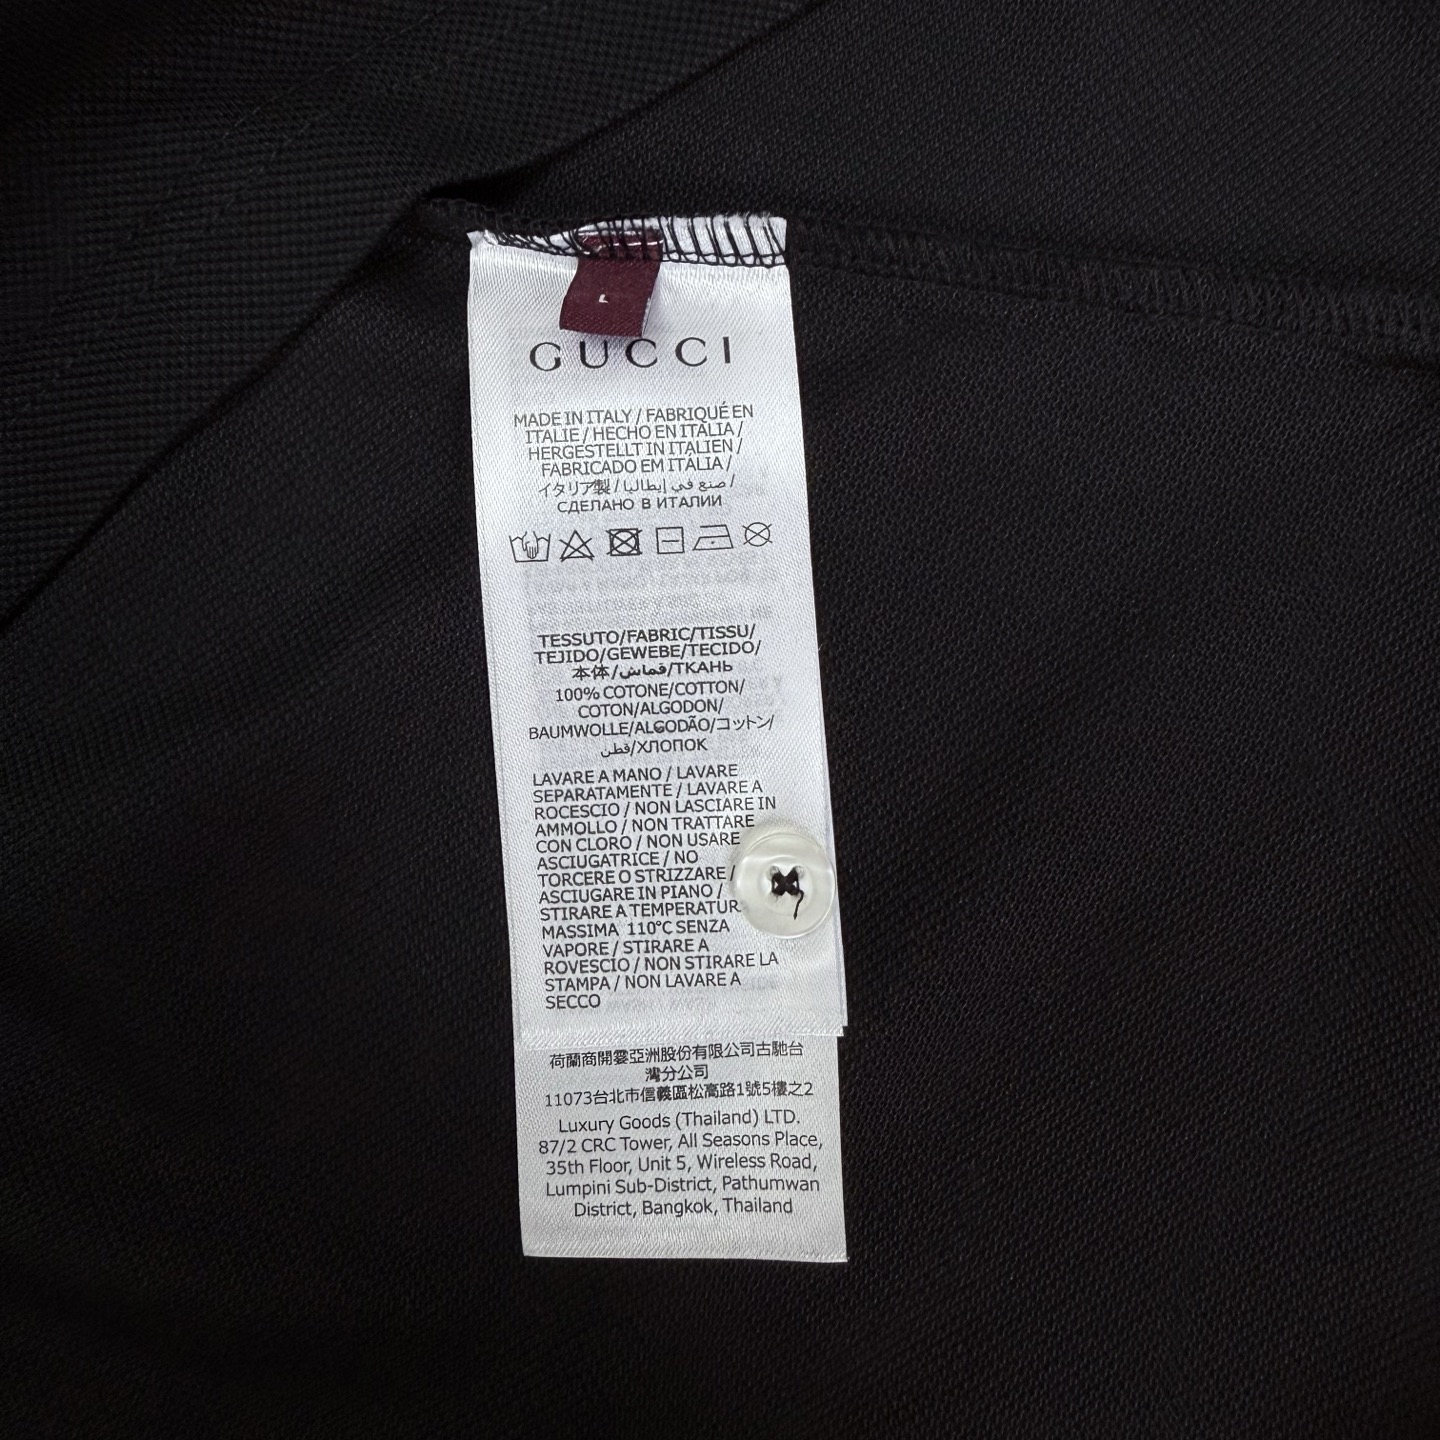 L
GUCCI
MADE IN ITALY / FABRIQUÉ EN
ITALIE / HECHO EN ITALIA /
HERGESTELLT IN ITALIEN /
FABRICADO EM ITÁLIA /
イタリア製 / صنع في إيطاليا /
СДЕЛАНО В ИТАЛИИ
TESSUTO/FABRIC/TISSU/
TEJIDO/GEWEBE/TECIDO/
本体/قماش/ТКАНЬ
100% COTONE/COTTON/
COTON/ALGODON/
BAUMWOLLE/ALGODÃO/コットン/
قطن/ХЛОПОК
LAVARE A MANO / LAVARE
SEPARATAMENTE / LAVARE A
ROCESCIO / NON LASCIARE IN
AMMOLLO / NON TRATTARE
CON CLORO / NON USARE
ASCIUGATRICE / NO
TORCERE O STRIZZARE /
ASCIUGARE IN PIANO /
STIRARE A TEMPERATUR
MASSIMA 110°C SENZA
VAPORE / STIRARE A
ROVESCIO / NON STIRARE LA
STAMPA / NON LAVARE A
SECCO
荷蘭商開雲亞洲股份有限公司古馳台
灣分公司
11073台北市信義區松高路1號5樓之2
Luxury Goods (Thailand) LTD.
87/2 CRC Tower, All Seasons Place,
35th Floor, Unit 5, Wireless Road,
Lumpini Sub-District, Pathumwan
District, Bangkok, Thailand